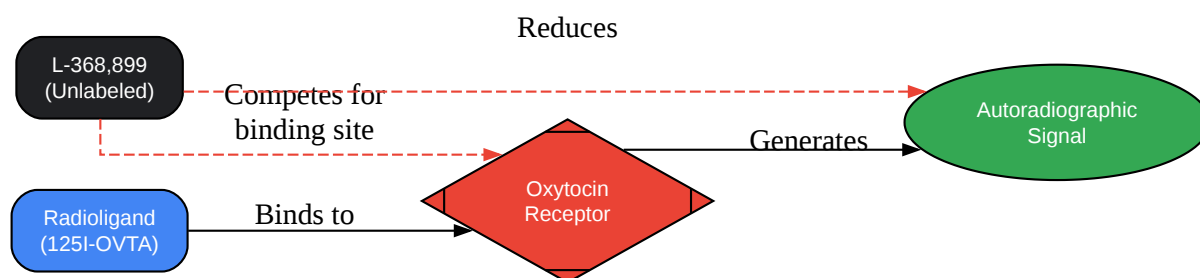 Reduces
L-368,899
(Unlabeled)
Competes for
binding site
Autoradiographic
Signal
Generates
Oxytocin
Receptor
Radioligand
(125I-OVTA)
Binds to